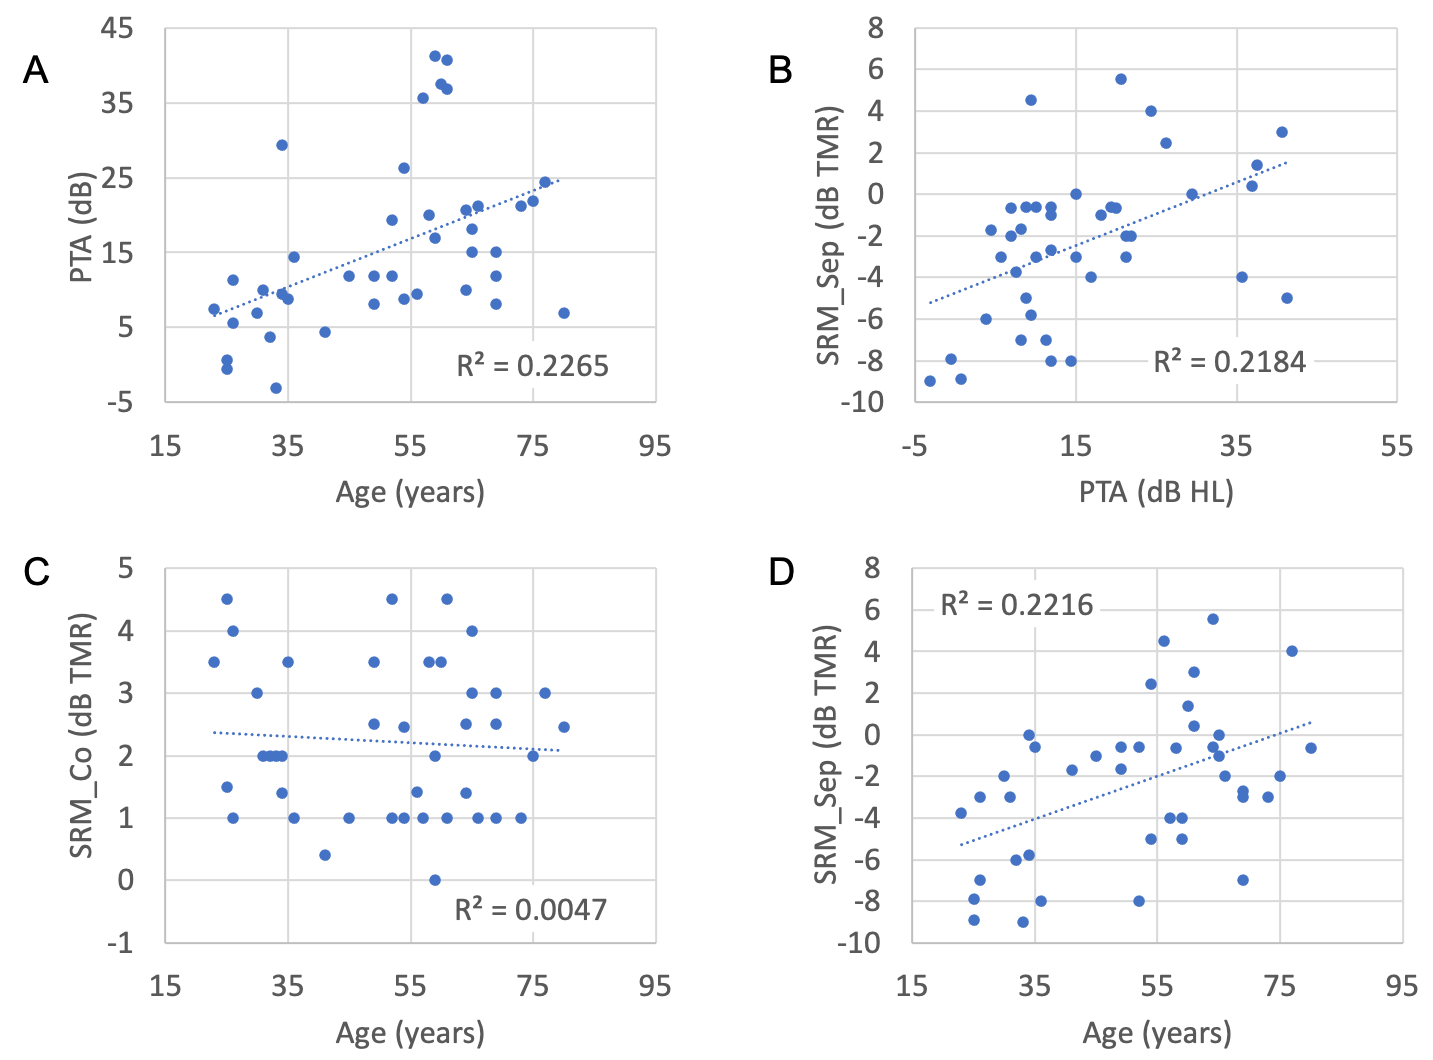 A
45
35
25
15
5
-5
PTA (dB)
R² = 0.2265
15 35 55 75 95
Age (years)
B
8
6
4
2
0
-2
-4
-6
-8
-10
SRM_Sep (dB TMR)
R² = 0.2184
-5 15 35 55
PTA (dB HL)
C
5
4
3
2
1
0
-1
SRM_Co (dB TMR)
R² = 0.0047
15 35 55 75 95
Age (years)
D
8
6
4
2
0
-2
-4
-6
-8
-10
SRM_Sep (dB TMR)
R² = 0.2216
15 35 55 75 95
Age (years)